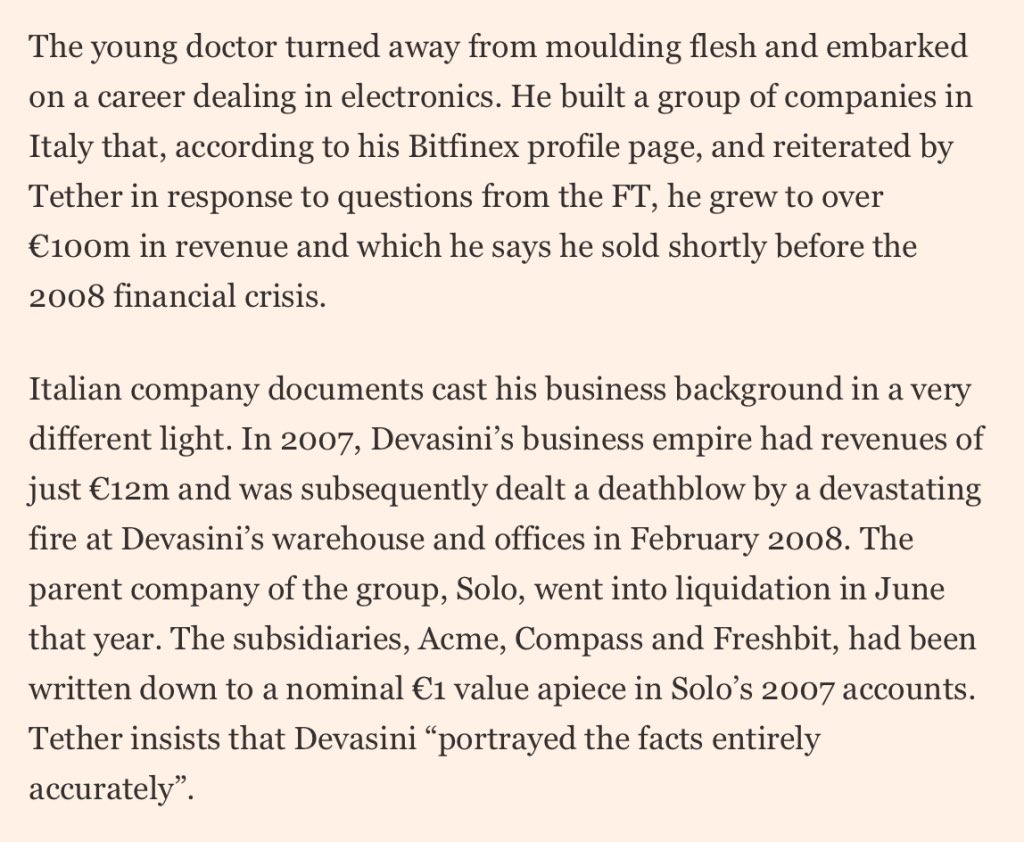 The young doctor turned away from moulding flesh and embarked
on a career dealing in electronics. He built a group of companies in
Italy that, according to his Bitfinex profile page, and reiterated by
Tether in response to questions from the FT, he grew to over
€100m in revenue and which he says he sold shortly before the
2008 financial crisis.
Italian company documents cast his business background in a very
different light. In 2007, Devasini’s business empire had revenues of
just €12m and was subsequently dealt a deathblow by a devastating
fire at Devasini’s warehouse and offices in February 2008. The
parent company of the group, Solo, went into liquidation in June
that year. The subsidiaries, Acme, Compass and Freshbit, had been
written down to a nominal €1 value apiece in Solo’s 2007 accounts.
Tether insists that Devasini “portrayed the facts entirely
accurately”.